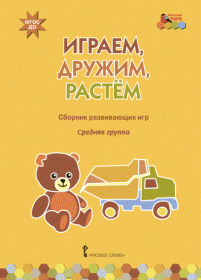 ФГОС
ДО
ИГРАЕМ,
ДРУЖИМ,
РАСТЁМ
Сборник развивающих игр
Средняя группа
«РУССКОЕ СЛОВО»